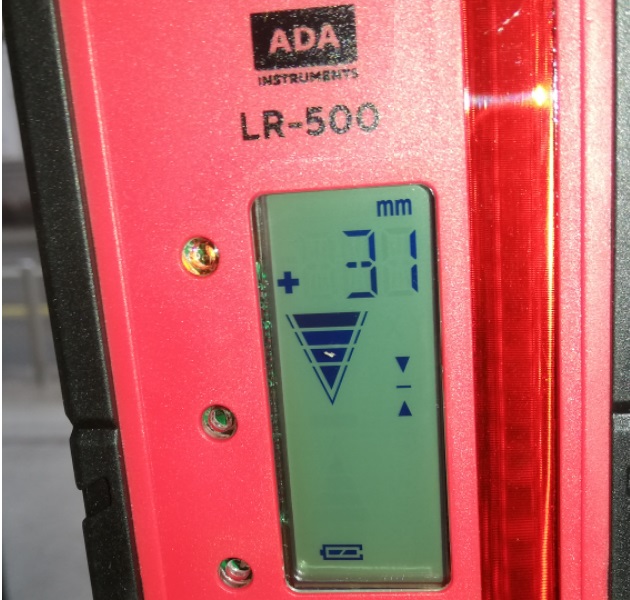 ADA
INSTRUMENTS
LR-500
mm
+ 31